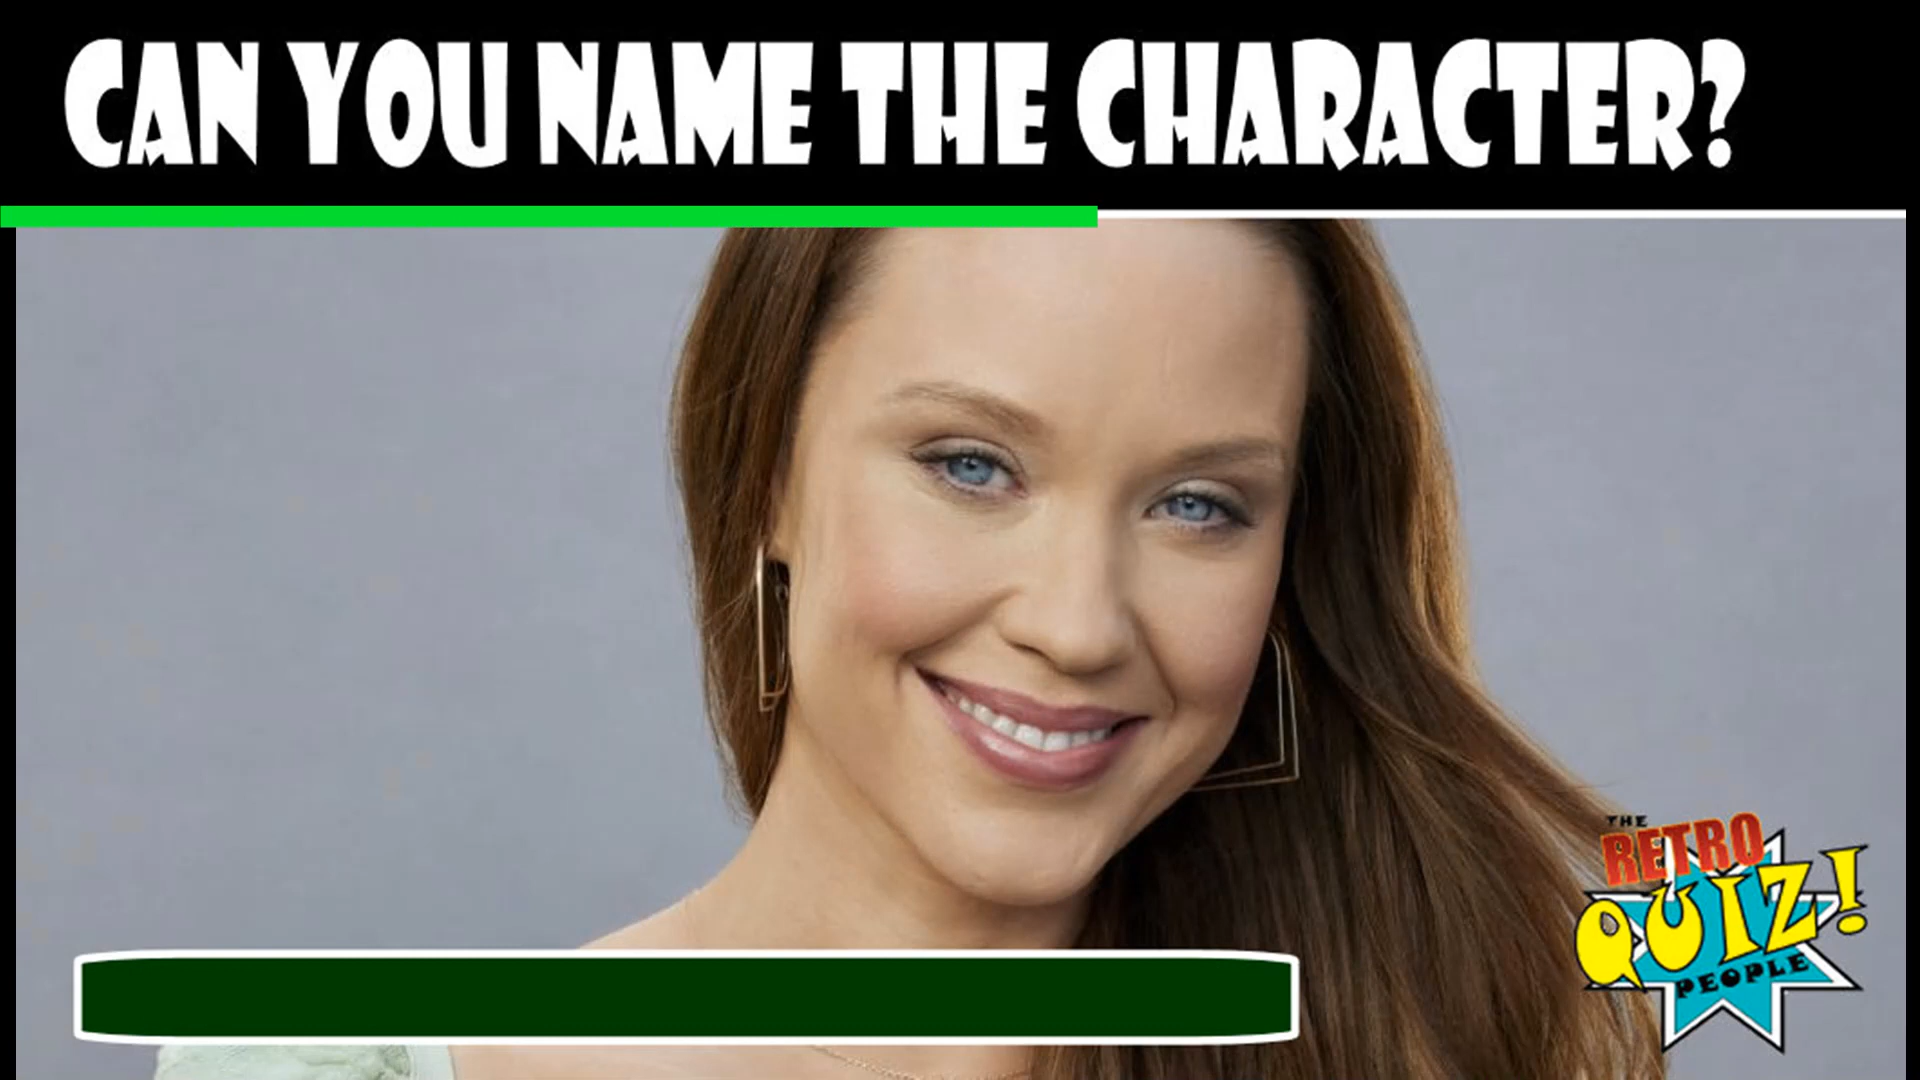 CAN YOU NAME THE CHARACTER?
THE
RETRO
QUIZ!
PEOPLE